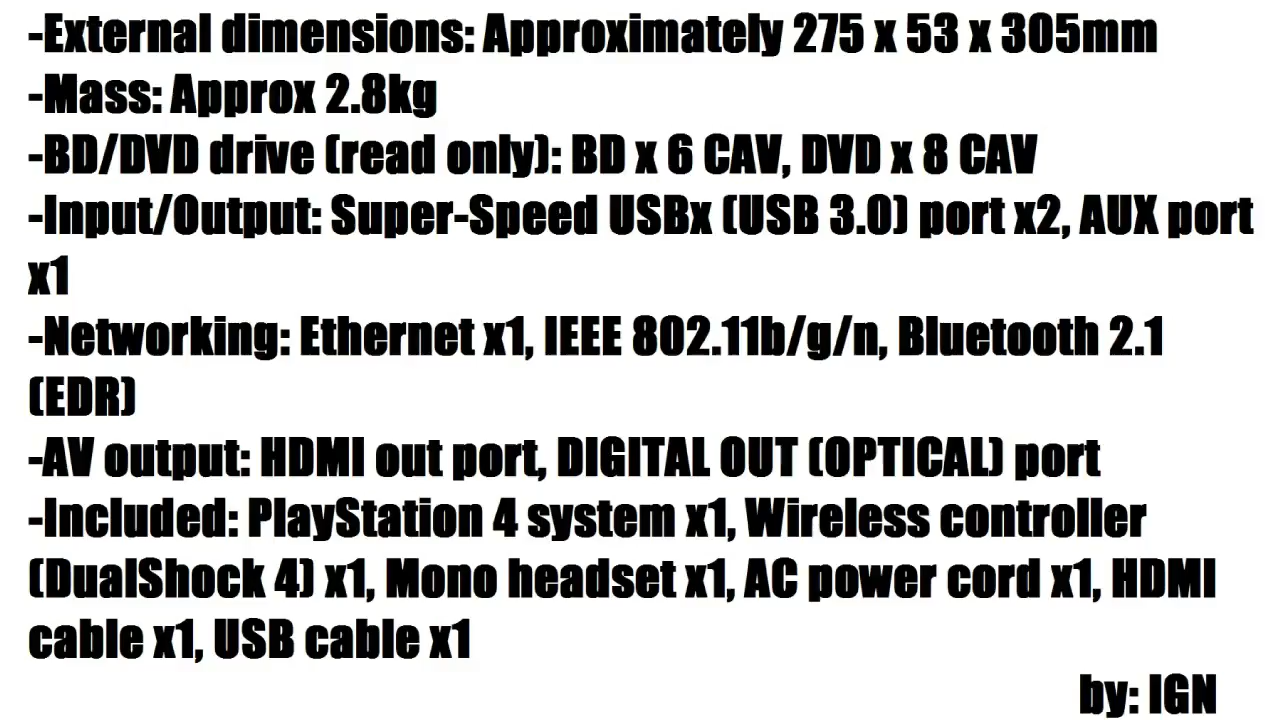 -External dimensions: Approximately 275 x 53 x 305mm
-Mass: Approx 2.8kg
-BD/DVD drive (read only): BD x 6 CAV, DVD x 8 CAV
-Input/Output: Super-Speed USBx (USB 3.0) port x2, AUX port
x1
-Networking: Ethernet x1, IEEE 802.11b/g/n, Bluetooth 2.1
(EDR)
-AV output: HDMI out port, DIGITAL OUT (OPTICAL) port
-Included: PlayStation 4 system x1, Wireless controller
(DualShock 4) x1, Mono headset x1, AC power cord x1, HDMI
cable x1, USB cable x1
by: IGN